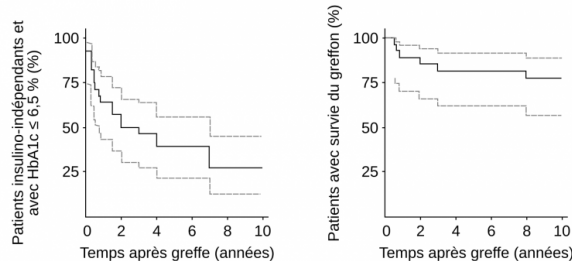 Patients insulino-indépendants et
avec HbA1c ≤ 6,5 % (%)
100
75
50
25
0 2 4 6 8 10
Temps après greffe (années)
Patients avec survie du greffon (%)
100
75
50
25
0 2 4 6 8 10
Temps après greffe (années)